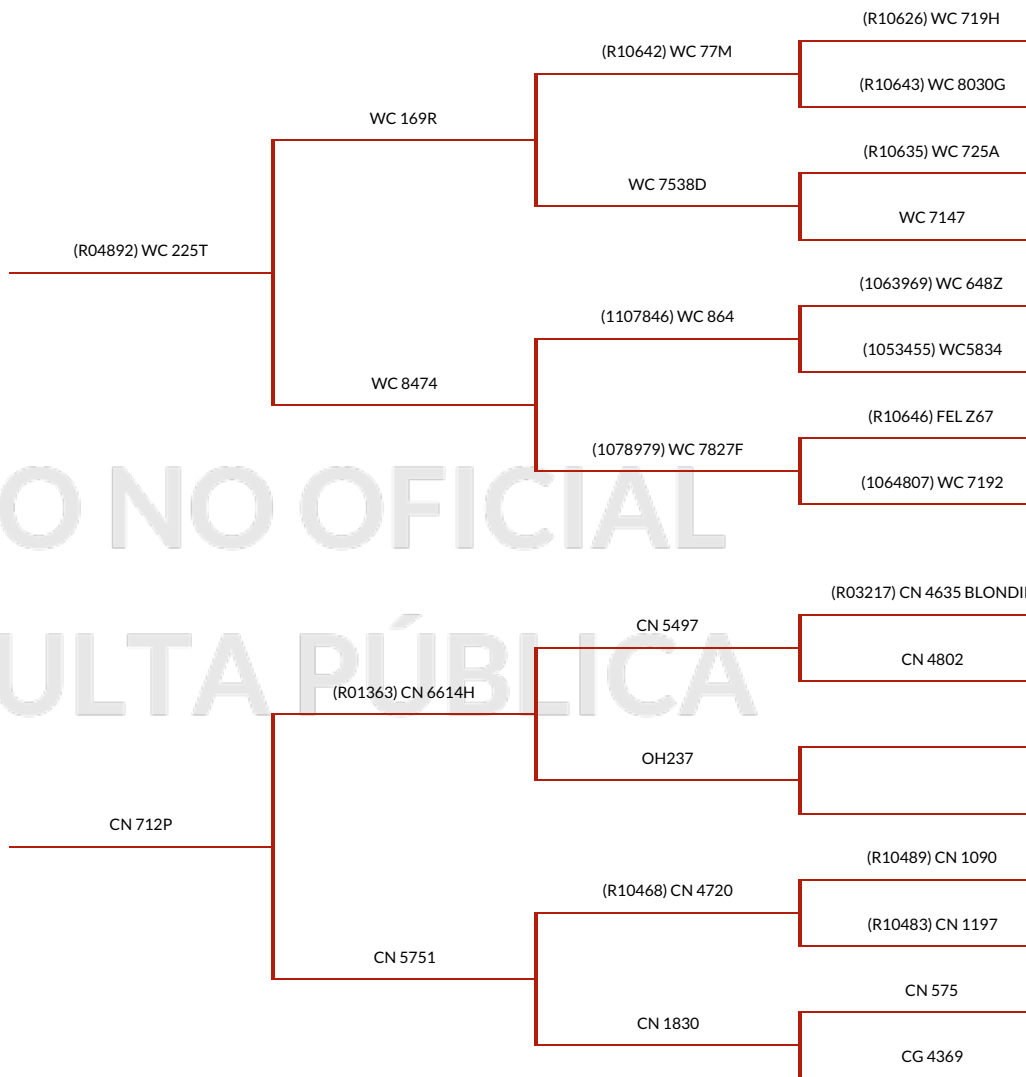 (R10626) WC 719H
(R10642) WC 77M
(R10643) WC 8030G
WC 169R
(R10635) WC 725A
WC 7538D
WC 7147
(R04892) WC 225T
(1063969) WC 648Z
(1107846) WC 864
(1053455) WC5834
WC 8474
(R10646) FEL Z67
(1078979) WC 7827F
(1064807) WC 7192
O NO OFICIAL
(R03217) CN 4635 BLONDI
CN 5497
CN 4802
ULTA PÚBLICA
(R01363) CN 6614H
OH237
CN 712P
(R10489) CN 1090
(R10468) CN 4720
(R10483) CN 1197
CN 5751
CN 575
CN 1830
CG 4369